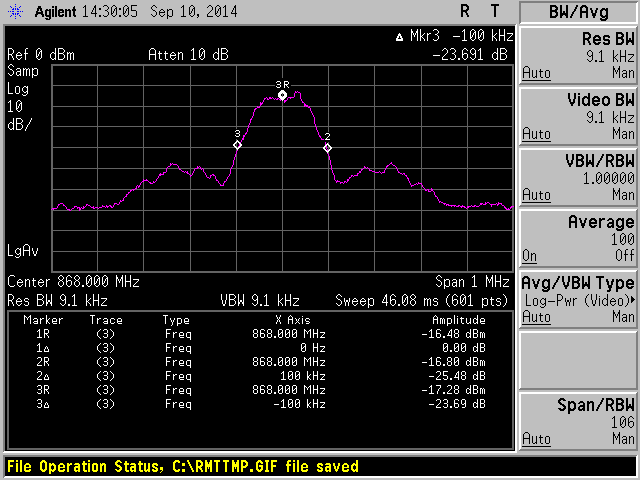 Agilent 14:30:05 Sep 10, 2014 R T
BW/Avg
Δ Mkr3 -100 kHz
Ref 0 dBm Atten 10 dB -23.691 dB
Samp
Log
10
dB/
3R
3
2
LgAv
Center 868.000 MHz Span 1 MHz
Res BW 9.1 kHz VBW 9.1 kHz Sweep 46.08 ms (601 pts)
Marker Trace Type X Axis Amplitude
1R (3) Freq 868.000 MHz -16.48 dBm
1Δ (3) Freq 0 Hz 0.00 dB
2R (3) Freq 868.000 MHz -16.80 dBm
2Δ (3) Freq 100 kHz -25.48 dB
3R (3) Freq 868.000 MHz -17.28 dBm
3Δ (3) Freq -100 kHz -23.69 dB
Res BW
9.1 kHz
Auto Man
Video BW
9.1 kHz
Auto Man
VBW/RBW
1.00000
Auto Man
Average
100
On Off
Avg/VBW Type
Log-Pwr (Video)▸
Auto Man
Span/RBW
106
Auto Man
File Operation Status, C:\RMTTMP.GIF file saved